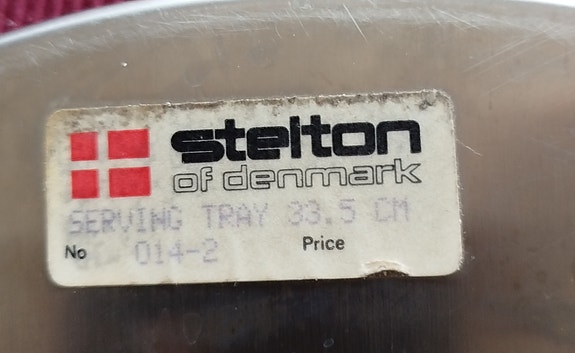 stelton
of denmark
SERVING TRAY 33.5 CM
No 014-2 Price